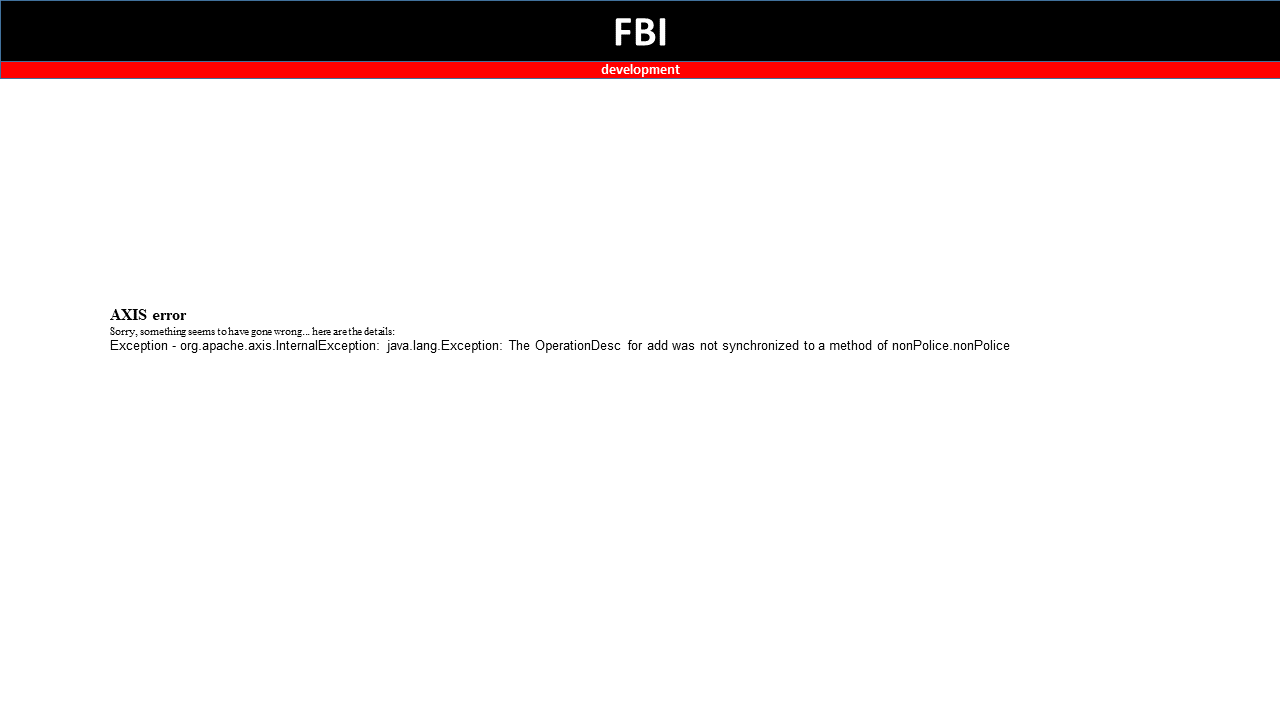 FBI
development
AXIS error
Sorry, something seems to have gone wrong... here are the details:
Exception - org.apache.axis.InternalException: java.lang.Exception: The OperationDesc for add was not synchronized to a method of nonPolice.nonPolice